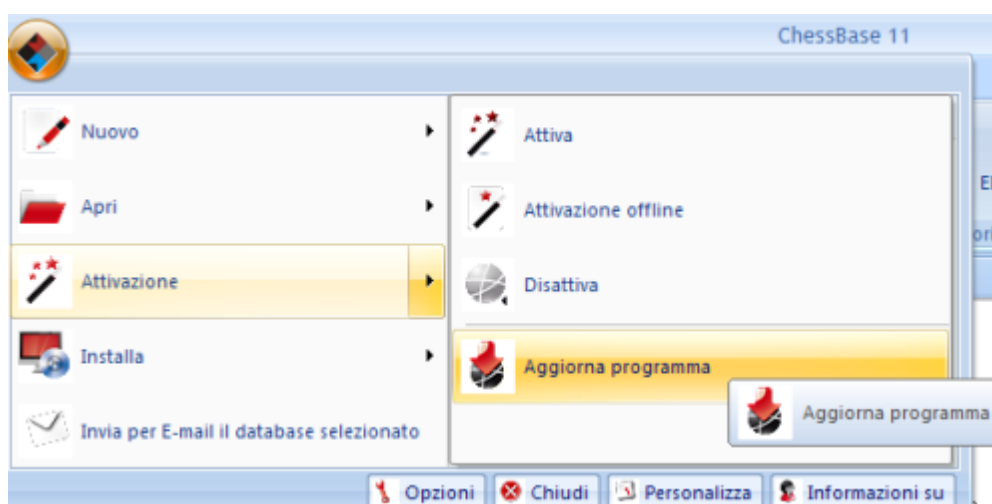 ChessBase 11
Nuovo
Apri
Attivazione
Installa
Invia per E-mail il database selezionato
Attiva
Attivazione offline
Disattiva
Aggiorna programma
Aggiorna programma
Opzioni
Chiudi
Personalizza
Informazioni su